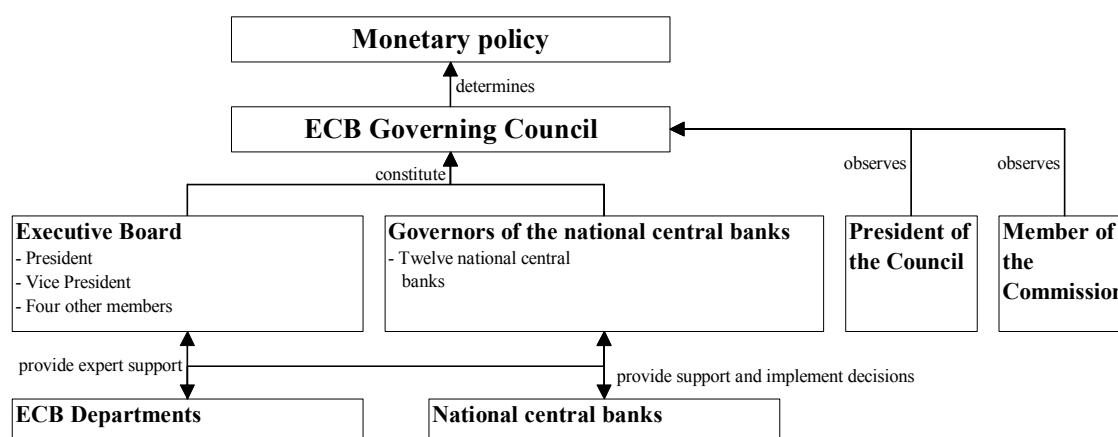 Monetary policy
determines
ECB Governing Council
constitute
observes
observes
Executive Board
- President
- Vice President
- Four other members
Governors of the national central banks
- Twelve national central
banks
President of
the Council
Member of
the
Commission
provide expert support
provide support and implement decisions
ECB Departments
National central banks